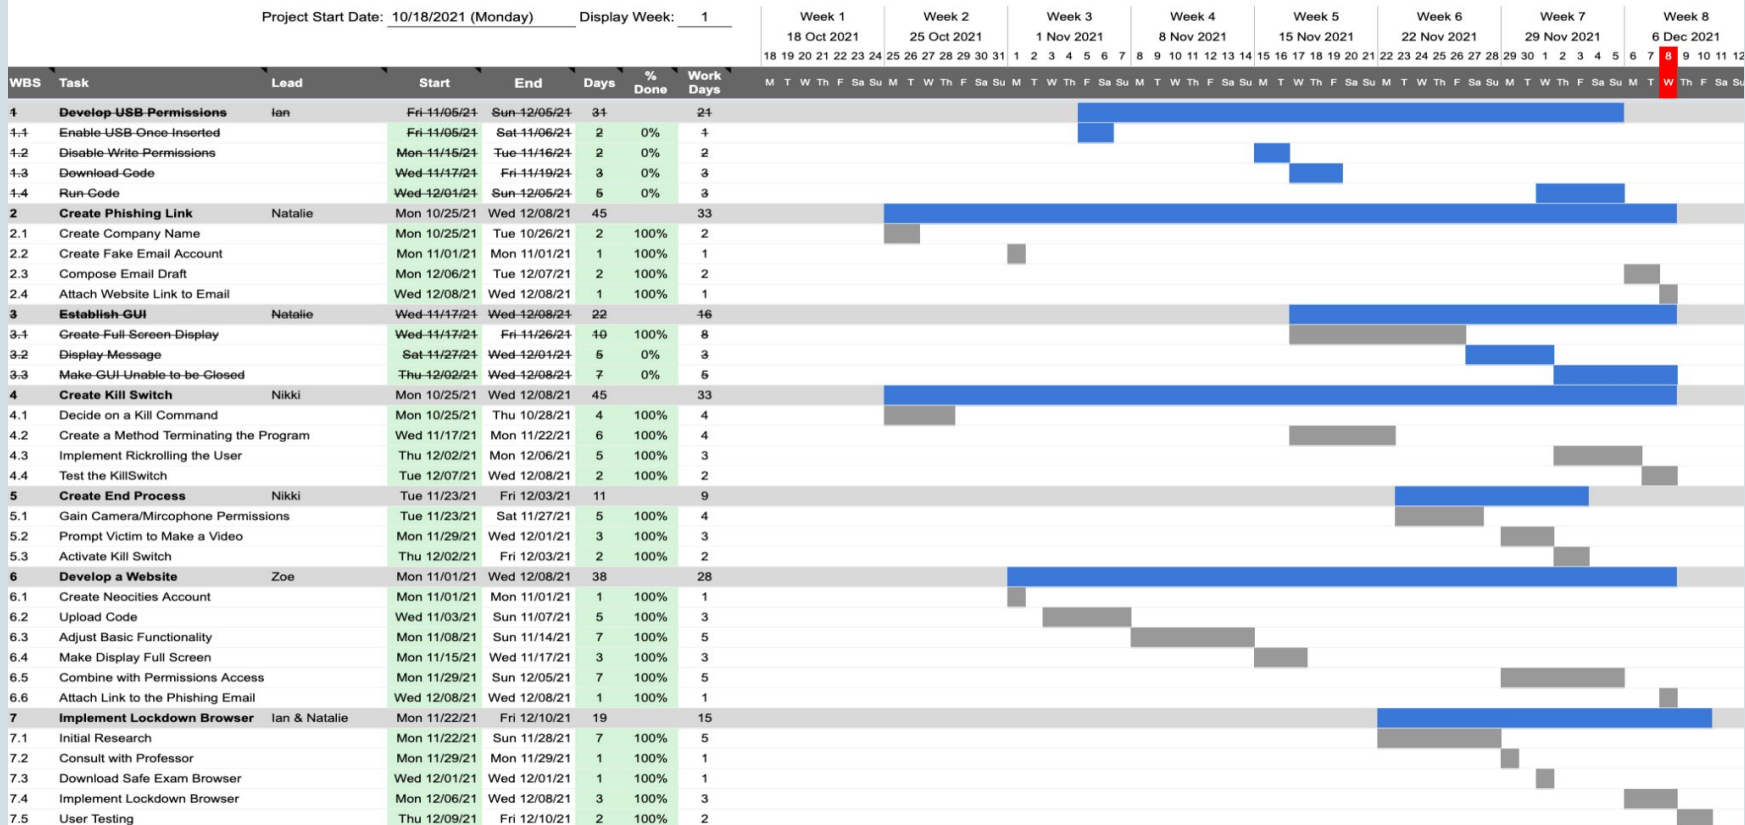 Project Start Date: 10/18/2021 (Monday) Display Week: 1 Week 1 Week 2 Week 3 Week 4 Week 5 Week 6 Week 7 Week 8
18 Oct 2021 25 Oct 2021 1 Nov 2021 8 Nov 2021 15 Nov 2021 22 Nov 2021 29 Nov 2021 6 Dec 2021
18 19 20 21 22 23 24 25 26 27 28 29 30 31 1 2 3 4 5 6 7 8 9 10 11 12 13 14 15 16 17 18 19 20 21 22 23 24 25 26 27 28 29 30 1 2 3 4 5 6 7 8 9 10 11 12
WBS Task Lead Start End Days % Done Work Days M T W Th F Sa Su M T W Th F Sa Su M T W Th F Sa Su M T W Th F Sa Su M T W Th F Sa Su M T W Th F Sa Su M T W Th F Sa Su M T W Th F Sa Su
1 Develop USB Permissions Ian Fri 11/05/21 Sun 12/05/21 31 21
1.1 Enable USB Once Inserted Fri 11/05/21 Sat 11/06/21 2 0% 1
1.2 Disable Write Permissions Mon 11/15/21 Tue 11/16/21 2 0% 2
1.3 Download Code Wed 11/17/21 Fri 11/19/21 3 0% 3
1.4 Run Code Wed 12/01/21 Sun 12/05/21 5 0% 3
2 Create Phishing Link Natalie Mon 10/25/21 Wed 12/08/21 45 33
2.1 Create Company Name Mon 10/25/21 Tue 10/26/21 2 100% 2
2.2 Create Fake Email Account Mon 11/01/21 Mon 11/01/21 1 100% 1
2.3 Compose Email Draft Mon 12/06/21 Tue 12/07/21 2 100% 2
2.4 Attach Website Link to Email Wed 12/08/21 Wed 12/08/21 1 100% 1
3 Establish GUI Natalie Wed 11/17/21 Wed 12/08/21 22 16
3.1 Create Full Screen Display Wed 11/17/21 Fri 11/26/21 10 100% 8
3.2 Display Message Sat 11/27/21 Wed 12/01/21 5 0% 3
3.3 Make GUI Unable to be Closed Thu 12/02/21 Wed 12/08/21 7 0% 5
4 Create Kill Switch Nikki Mon 10/25/21 Wed 12/08/21 45 33
4.1 Decide on a Kill Command Mon 10/25/21 Thu 10/28/21 4 100% 4
4.2 Create a Method Terminating the Program Wed 11/17/21 Mon 11/22/21 6 100% 4
4.3 Implement Rickrolling the User Thu 12/02/21 Mon 12/06/21 5 100% 3
4.4 Test the KillSwitch Tue 12/07/21 Wed 12/08/21 2 100% 2
5 Create End Process Nikki Tue 11/23/21 Fri 12/03/21 11 9
5.1 Gain Camera/Mircophone Permissions Tue 11/23/21 Sat 11/27/21 5 100% 4
5.2 Prompt Victim to Make a Video Mon 11/29/21 Wed 12/01/21 3 100% 3
5.3 Activate Kill Switch Thu 12/02/21 Fri 12/03/21 2 100% 2
6 Develop a Website Zoe Mon 11/01/21 Wed 12/08/21 38 28
6.1 Create Neocities Account Mon 11/01/21 Mon 11/01/21 1 100% 1
6.2 Upload Code Wed 11/03/21 Sun 11/07/21 5 100% 3
6.3 Adjust Basic Functionality Mon 11/08/21 Sun 11/14/21 7 100% 5
6.4 Make Display Full Screen Mon 11/15/21 Wed 11/17/21 3 100% 3
6.5 Combine with Permissions Access Mon 11/29/21 Sun 12/05/21 7 100% 5
6.6 Attach Link to the Phishing Email Wed 12/08/21 Wed 12/08/21 1 100% 1
7 Implement Lockdown Browser Ian & Natalie Mon 11/22/21 Fri 12/10/21 19 15
7.1 Initial Research Mon 11/22/21 Sun 11/28/21 7 100% 5
7.2 Consult with Professor Mon 11/29/21 Mon 11/29/21 1 100% 1
7.3 Download Safe Exam Browser Wed 12/01/21 Wed 12/01/21 1 100% 1
7.4 Implement Lockdown Browser Mon 12/06/21 Wed 12/08/21 3 100% 3
7.5 User Testing Thu 12/09/21 Fri 12/10/21 2 100% 2